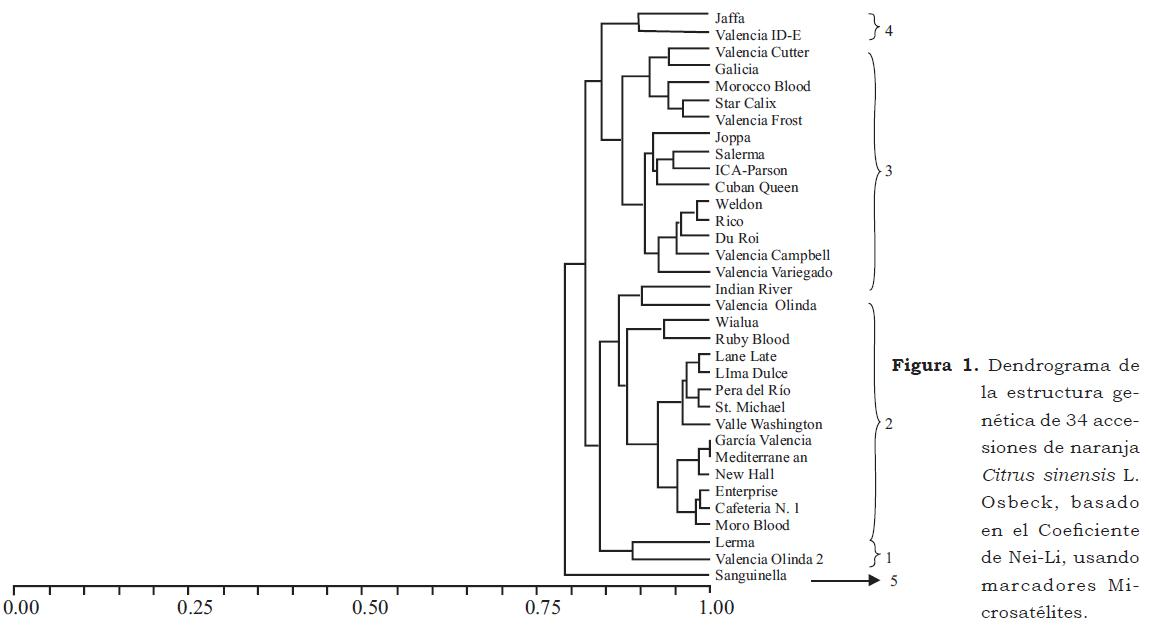 Jaffa
Valencia ID-E
4
Valencia Cutter
Galicia
Morocco Blood
Star Calix
Valencia Frost
Joppa
Salerma
ICA-Parson
3
Cuban Queen
Weldon
Rico
Du Roi
Valencia Campbell
Valencia Variegado
Indian River
Valencia Olinda
Wialua
Ruby Blood
Lane Late
LIma Dulce
Pera del Río
St. Michael
Valle Washington
2
García Valencia
Mediterrane an
New Hall
Enterprise
Cafeteria N. 1
Moro Blood
Lerma
Valencia Olinda 2
1
Sanguinella
5
0.00 0.25 0.50 0.75 1.00
Figura 1. Dendrograma de
la estructura ge-
nética de 34 acce-
siones de naranja
Citrus sinensis L.
Osbeck, basado
en el Coeficiente
de Nei-Li, usando
marcadores Mi-
crosatélites.